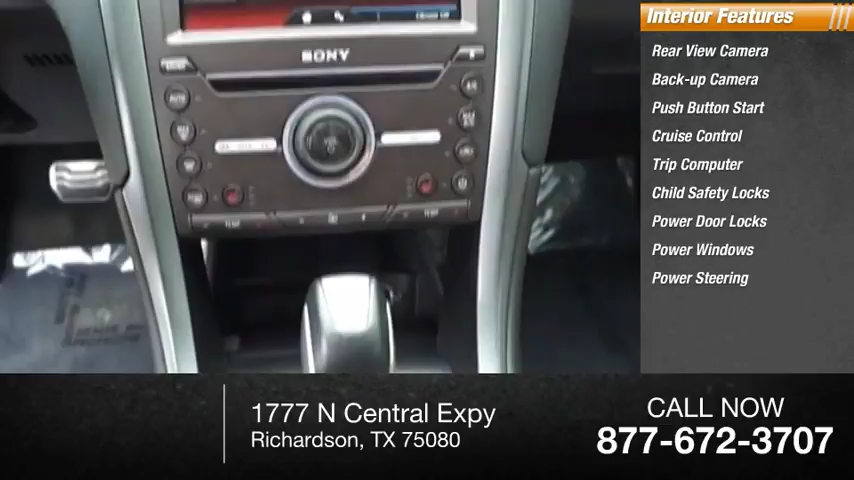 Interior Features
Rear View Camera
Back-up Camera
Push Button Start
Cruise Control
Trip Computer
Child Safety Locks
Power Door Locks
Power Windows
Power Steering
SONY
1777 N Central Expy
Richardson, TX 75080
CALL NOW
877-672-3707